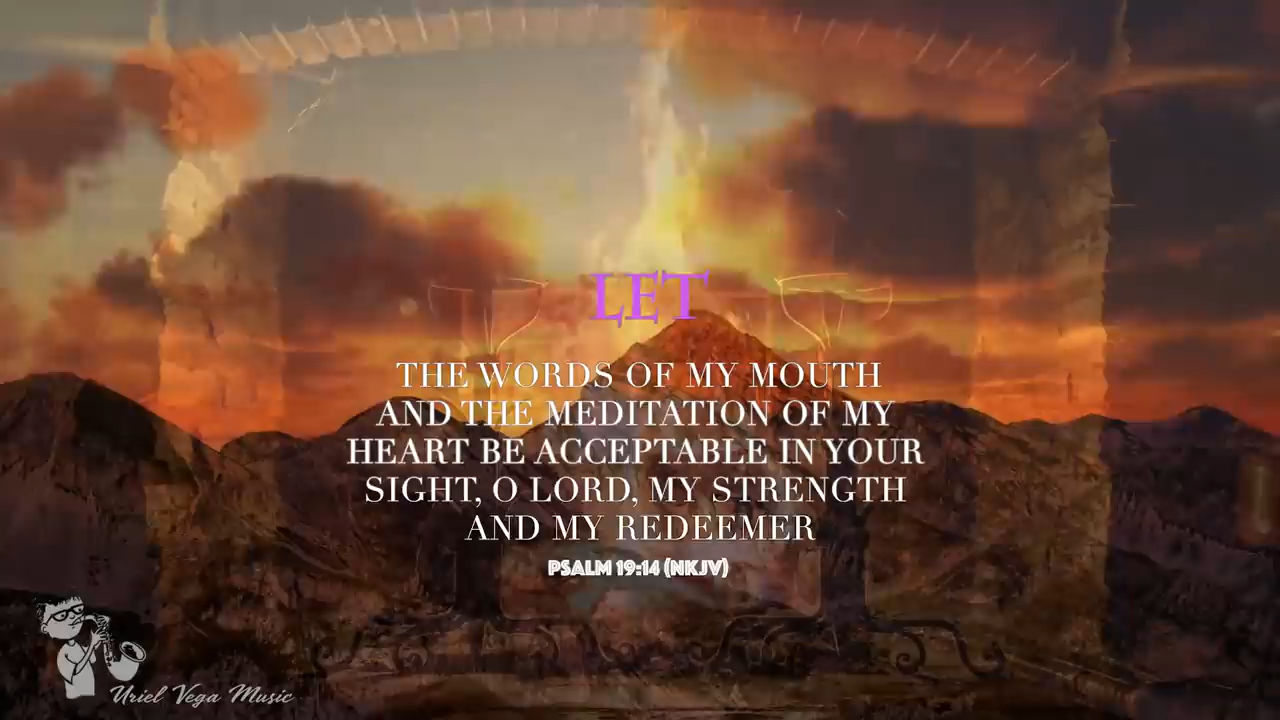 LET
THE WORDS OF MY MOUTH
AND THE MEDITATION OF MY
HEART BE ACCEPTABLE IN YOUR
SIGHT, O LORD, MY STRENGTH
AND MY REDEEMER
PSALM 19:14 (NKJV)
Uriel Vega Music